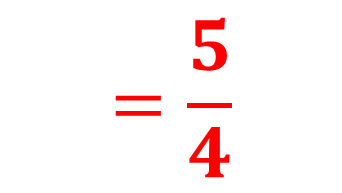 = 5/4